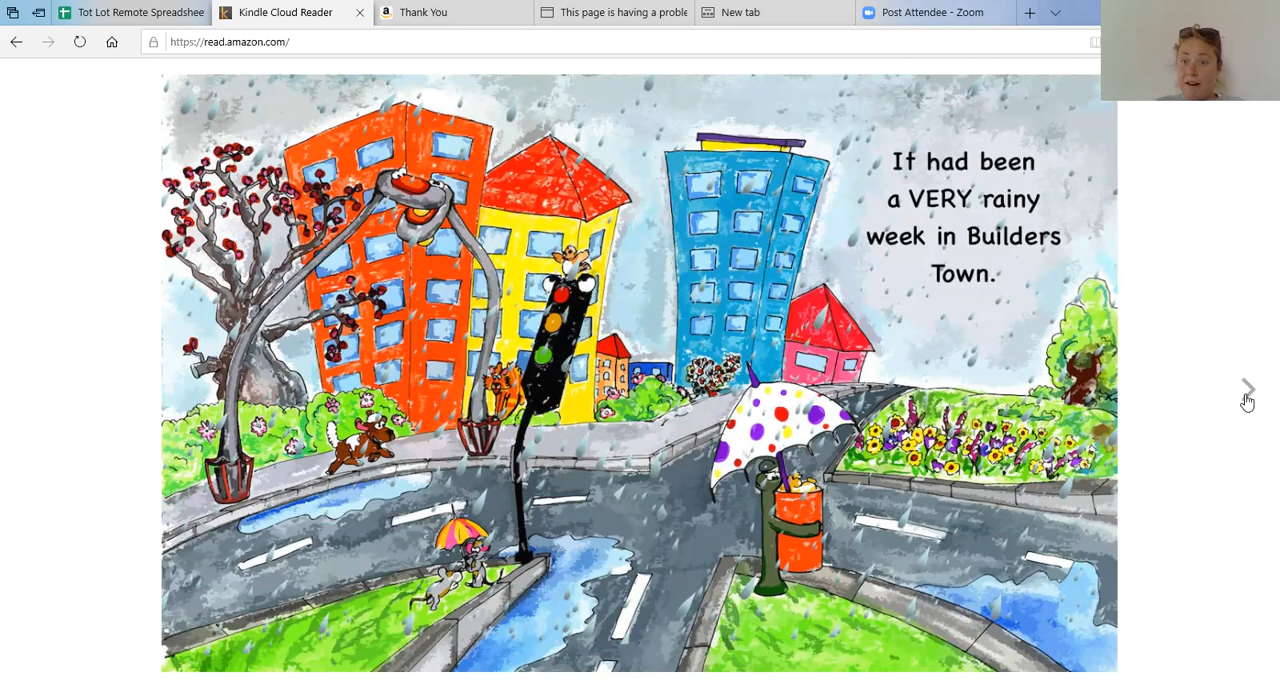 Tot Lot Remote Spreadshee
Kindle Cloud Reader
Thank You
This page is having a proble
New tab
Post Attendee - Zoom
https://read.amazon.com/
It had been
a VERY rainy
week in Builders
Town.